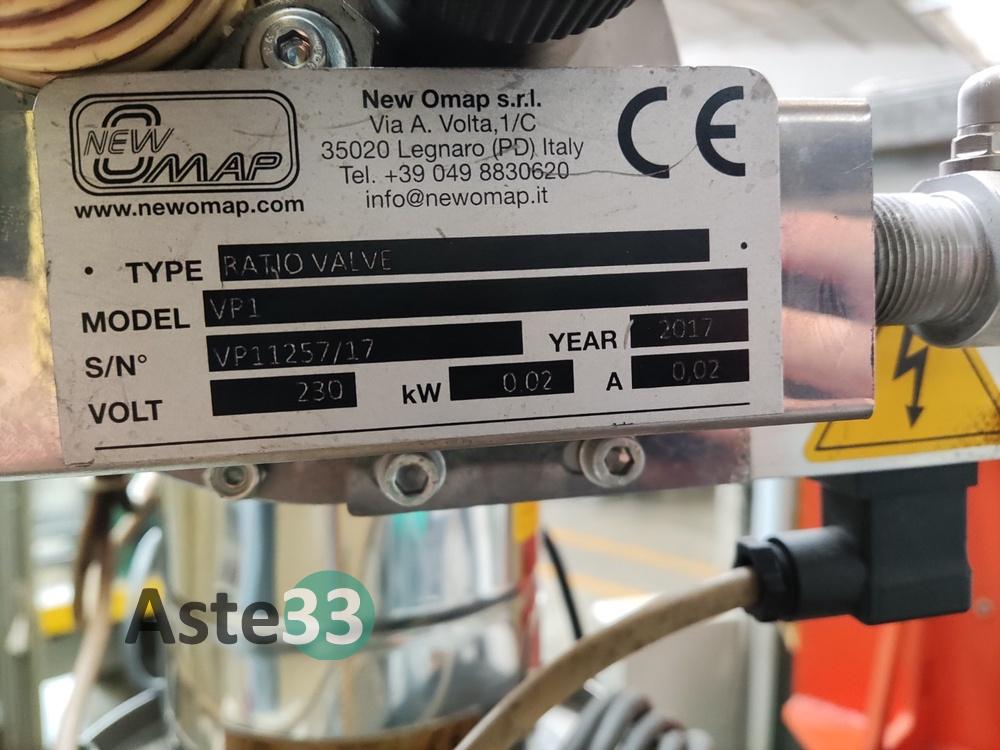 NEW OMAP
www.newomap.com
New Omap s.r.l.
Via A. Volta,1/C
35020 Legnaro (PD) Italy
Tel. +39 049 8830620
info@newomap.it
CE
TYPE RATIO VALVE
MODEL VP1
S/N° VP11257/17 YEAR 2017
VOLT 230 kW 0.02 A 0,02
Aste33